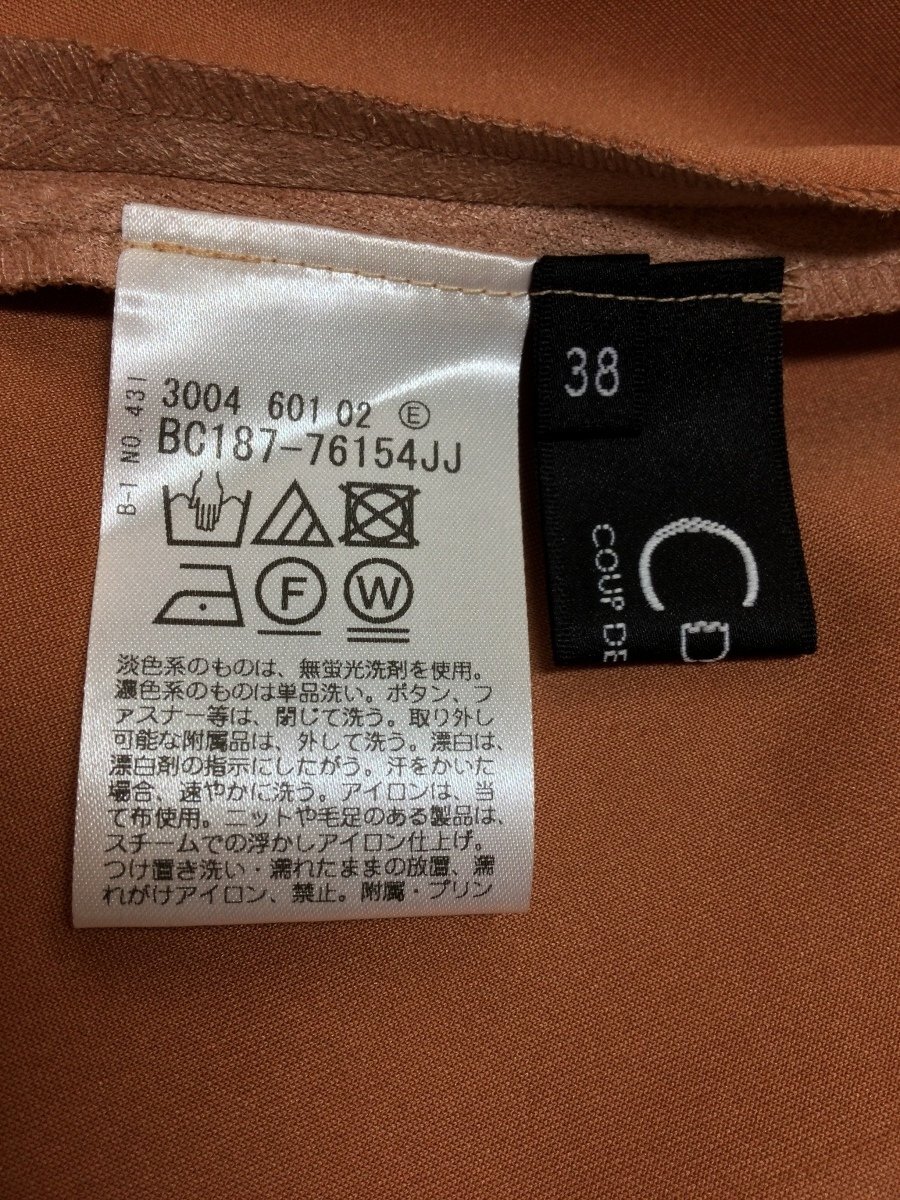 B-1 NO. 431
3004 601 02 Ⓔ
BC187-76154JJ
F
W
淡色系のものは、無蛍光洗剤を使用。
濃色系のものは単品洗い。ボタン、フ
ァスナー等は、閉じて洗う。取り外し
可能な附属品は、外して洗う。漂白は、
漂白剤の指示にしたがう。汗をかいた
場合、速やかに洗う。アイロンは、当
て布使用。ニットや毛足のある製品は、
スチームでの浮かしアイロン仕上げ。
つけ置き洗い・濡れたままの放置、濡
れがけアイロン、禁止。附属・プリン
38
C D
COUP DE